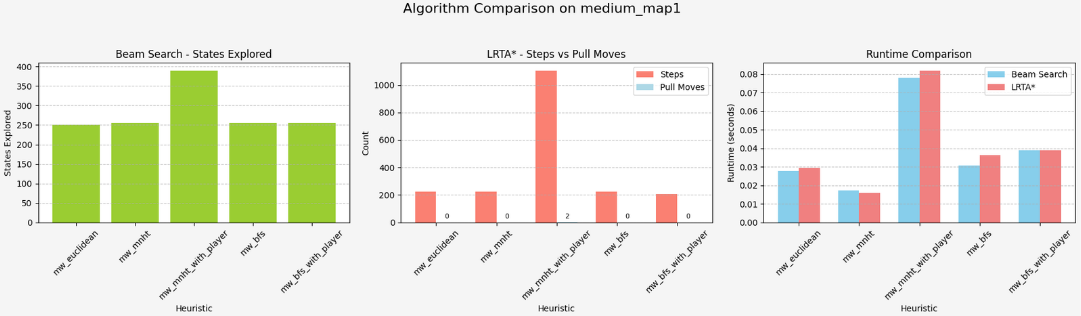 Algorithm Comparison on medium_map1
Beam Search - States Explored
States Explored
400
350
300
250
200
150
100
50
0
mw_euclidean
mw_mnht
mw_mnht_with_player
mw_bfs
mw_bfs_with_player
Heuristic
LRTA* - Steps vs Pull Moves
Count
1000
800
600
400
200
0
Steps
Pull Moves
0
0
2
0
0
mw_euclidean
mw_mnht
mw_mnht_with_player
mw_bfs
mw_bfs_with_player
Heuristic
Runtime Comparison
Runtime (seconds)
0.08
0.07
0.06
0.05
0.04
0.03
0.02
0.01
0.00
Beam Search
LRTA*
mw_euclidean
mw_mnht
mw_mnht_with_player
mw_bfs
mw_bfs_with_player
Heuristic